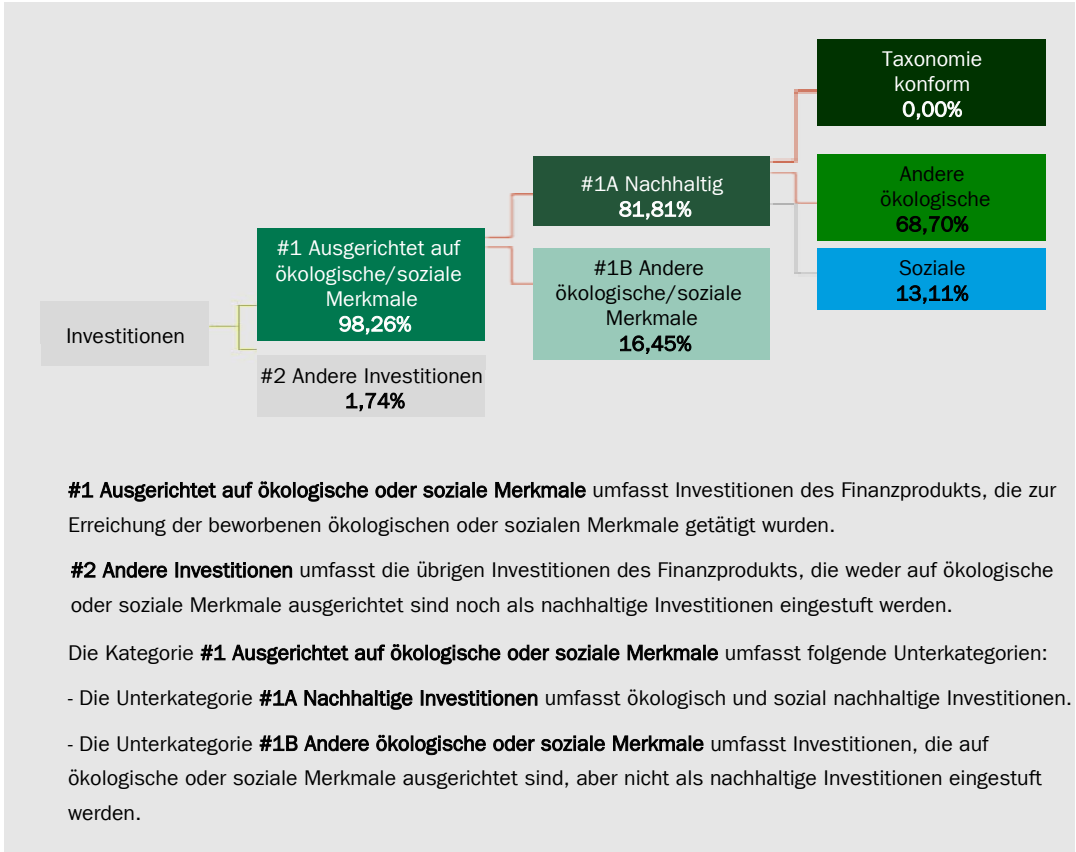 Taxonomie
konform
0,00%
Andere
ökologische
68,70%
Soziale
13,11%
#1A Nachhaltig
81,81%
#1B Andere
ökologische/soziale
Merkmale
16,45%
#1 Ausgerichtet auf
ökologische/soziale
Merkmale
98,26%
Investitionen
#2 Andere Investitionen
1,74%
#1 Ausgerichtet auf ökologische oder soziale Merkmale umfasst Investitionen des Finanzprodukts, die zur
Erreichung der beworbenen ökologischen oder sozialen Merkmale getätigt wurden.
#2 Andere Investitionen umfasst die übrigen Investitionen des Finanzprodukts, die weder auf ökologische
oder soziale Merkmale ausgerichtet sind noch als nachhaltige Investitionen eingestuft werden.
Die Kategorie #1 Ausgerichtet auf ökologische oder soziale Merkmale umfasst folgende Unterkategorien:
- Die Unterkategorie #1A Nachhaltige Investitionen umfasst ökologisch und sozial nachhaltige Investitionen.
- Die Unterkategorie #1B Andere ökologische oder soziale Merkmale umfasst Investitionen, die auf
ökologische oder soziale Merkmale ausgerichtet sind, aber nicht als nachhaltige Investitionen eingestuft
werden.